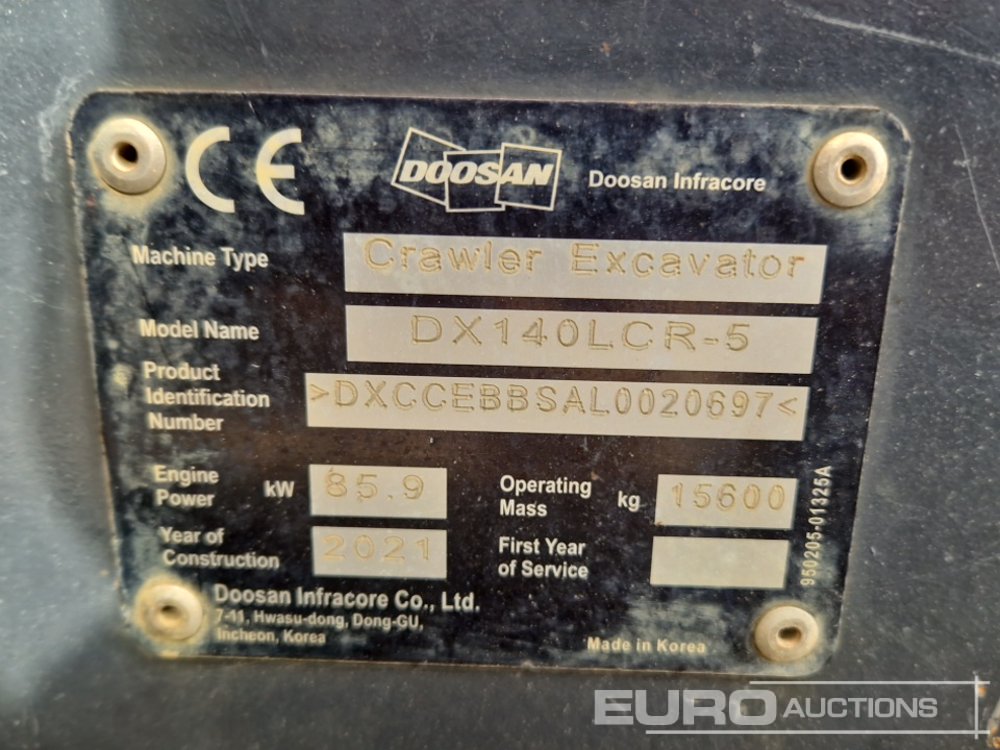 CE
DOOSAN
Doosan Infracore
Machine Type Crawler Excavator
Model Name DX140LCR-5
Product
Identification
Number
>DXCCEBBSAL0020697<
Engine
Power
kW 85.9
Operating
Mass
kg 15600
Year of
Construction
2021
First Year
of Service
950205-01325A
Doosan Infracore Co., Ltd.
7-11, Hwasu-dong, Dong-GU,
Incheon, Korea
Made in Korea
EURO AUCTIONS